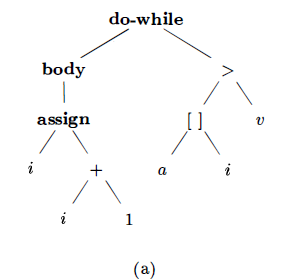 do-while
body >
assign [ ] v
i + a i
i 1
(a)